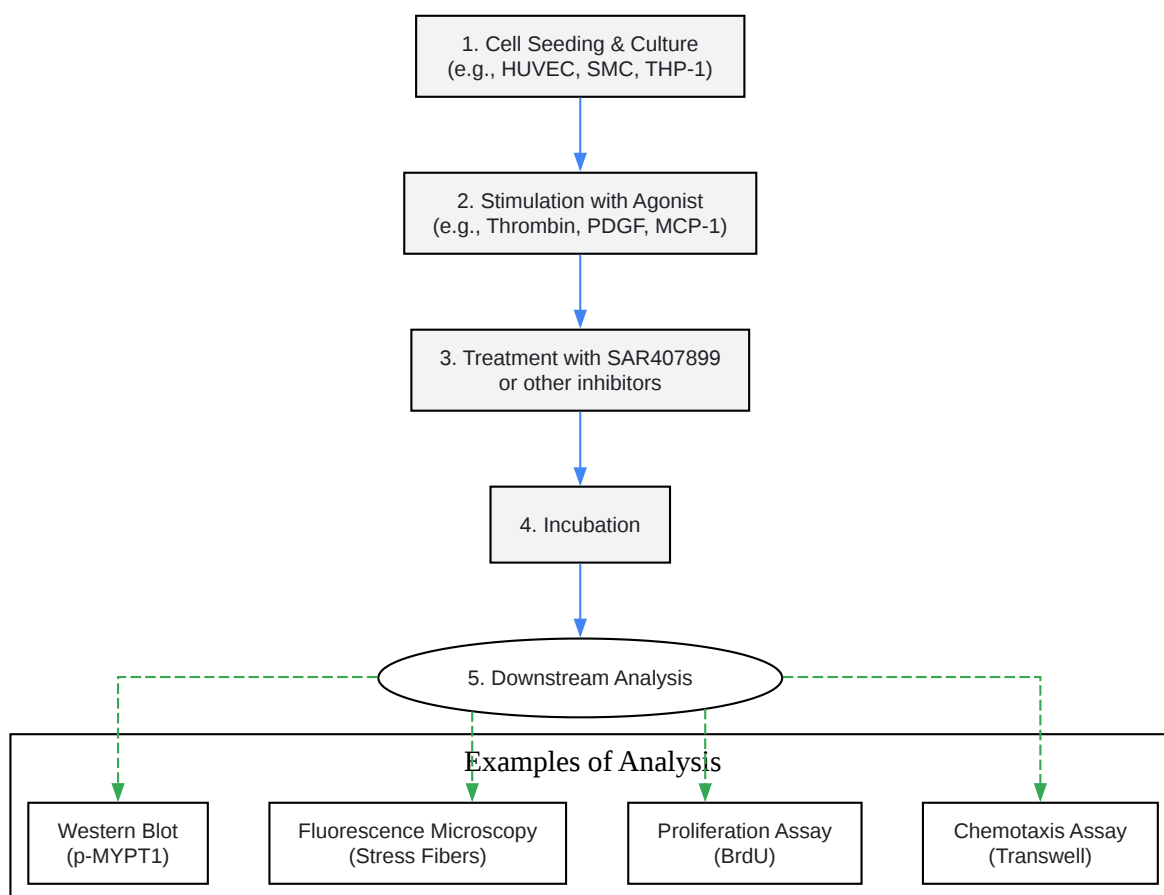 1. Cell Seeding & Culture
(e.g., HUVEC, SMC, THP-1)
2. Stimulation with Agonist
(e.g., Thrombin, PDGF, MCP-1)
3. Treatment with SAR407899
or other inhibitors
4. Incubation
5. Downstream Analysis
Examples of Analysis
Western Blot
(p-MYPT1)
Fluorescence Microscopy
(Stress Fibers)
Proliferation Assay
(BrdU)
Chemotaxis Assay
(Transwell)